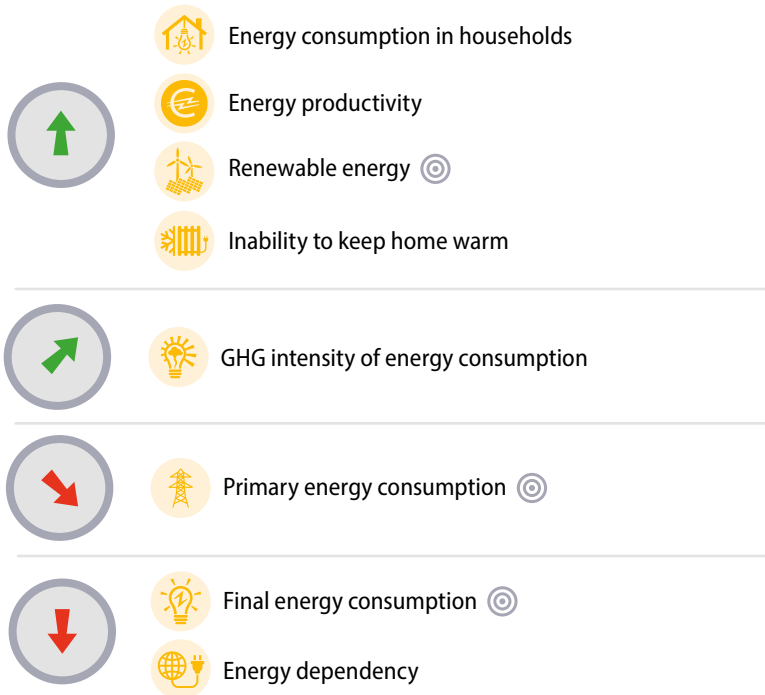 Energy consumption in households
Energy productivity
Renewable energy
Inability to keep home warm
GHG intensity of energy consumption
Primary energy consumption
Final energy consumption
Energy dependency